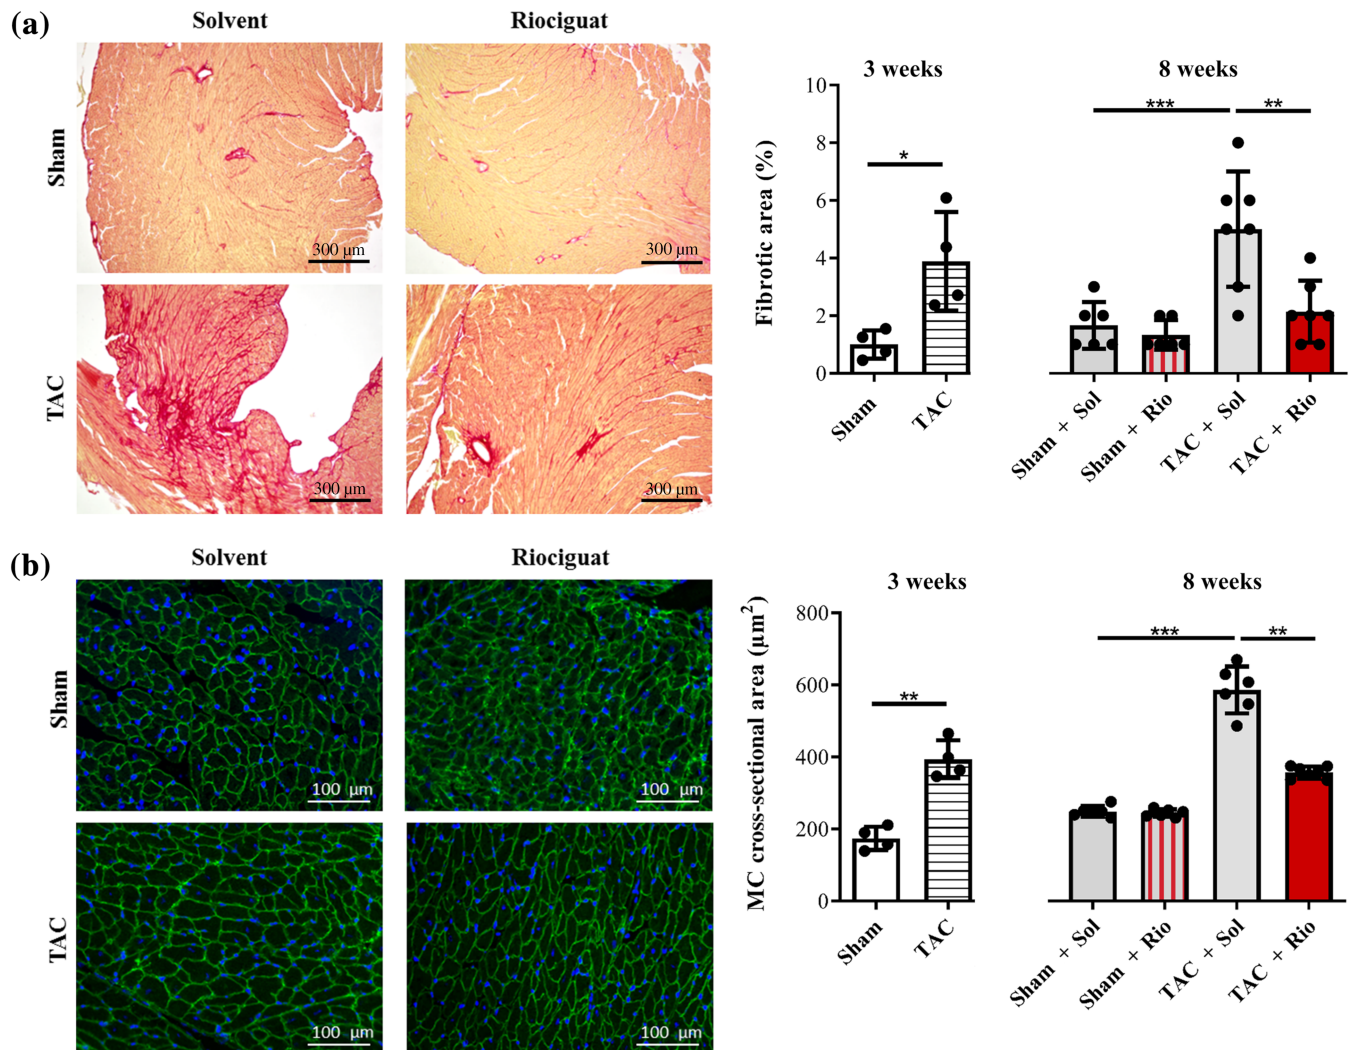 (a)
Solvent
Riociguat
Sham
300 µm
300 µm
TAC
300 µm
300 µm
3 weeks
8 weeks
Fibrotic area (%)
10
8
6
4
2
0
*
***
**
Sham
TAC
Sham + Sol
Sham + Rio
TAC + Sol
TAC + Rio
(b)
Solvent
Riociguat
Sham
100 µm
100 µm
TAC
100 µm
100 µm
3 weeks
8 weeks
MC cross-sectional area (µm²)
800
600
400
200
0
**
***
**
Sham
TAC
Sham + Sol
Sham + Rio
TAC + Sol
TAC + Rio